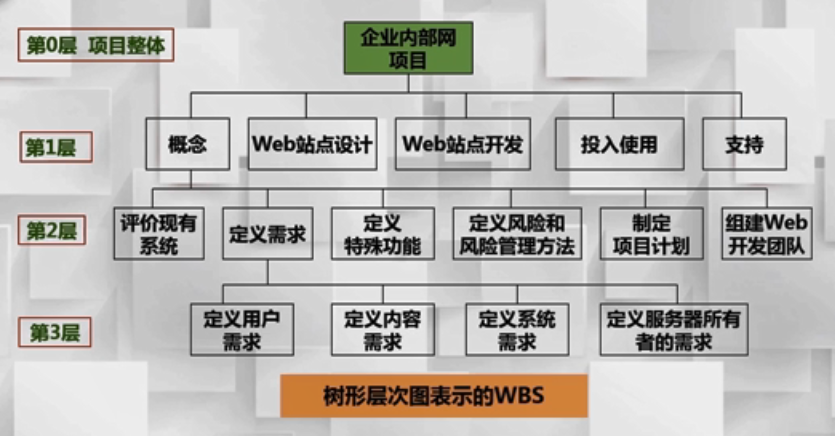 第0层 项目整体
企业内部网
项目
第1层
概念
Web站点设计
Web站点开发
投入使用
支持
第2层
评价现有
系统
定义需求
定义
特殊功能
定义风险和
风险管理方法
制定
项目计划
组建Web
开发团队
第3层
定义用户
需求
定义内容
需求
定义系统
需求
定义服务器所有
者的需求
树形层次图表示的WBS